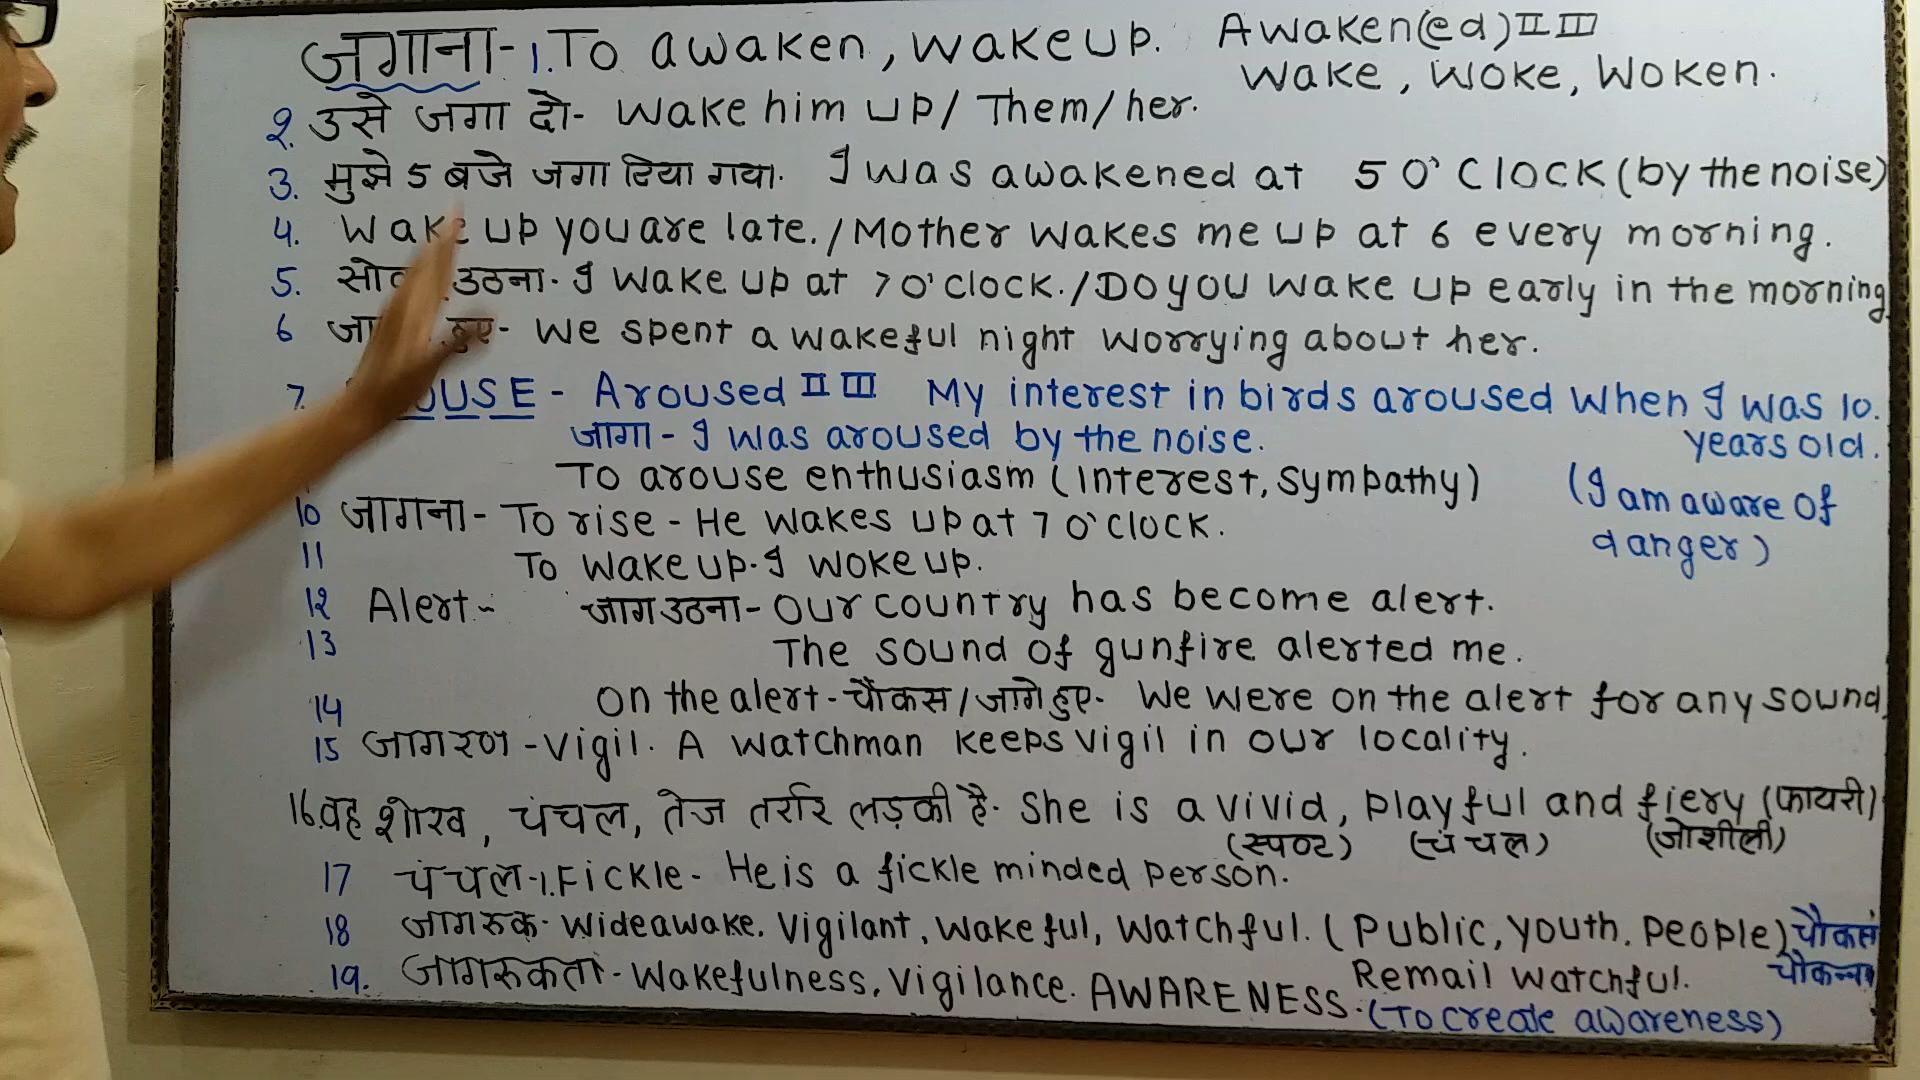 जगाना- 1. To awaken, wake up. Awaken(ed) II III
Wake, Woke, Woken.
2. उसे जगा दो- Wake him up/ Them/her.
3. मुझे 5 बजे जगा दिया गया. I was awakened at 5 O'Clock (by the noise)
4. Wake up you are late./Mother wakes me up at 6 every morning.
5. उठना. I wake up at 7 O'clock./Do you wake up early in the morning
6 हुए- We spent a wakeful night worrying about her.
7. Aroused II III My interest in birds aroused when I was 10.
years old.
जागा - I was aroused by the noise.
To arouse enthusiasm (Interest, Sympathy) (I am aware of
danger)
10 जागना- To rise - He wakes up at 7 O'clock.
11 To wake up. I woke up.
12 Alert- जाग उठना- Our country has become alert.
13 The sound of gunfire alerted me.
14 On the alert- चौकस/जागे हुए- We were on the alert for any sound,
15 जागरण - Vigil. A watchman keeps vigil in our locality.
16. वह शोख, चंचल, तेज तर्रार लड़की है. She is a vivid, playful and fiery (फायरी)
(स्पष्ट) (चंचल) (जोशीली)
17 चंचल-1. Fickle- He is a fickle minded person.
18 जागरुक- Wideawake. Vigilant, Wakeful, Watchful. (Public, youth. People) चौकस
चौकन्ना
19. जागरुकता- Wakefulness, Vigilance. AWARENESS. Remail watchful.
(To create awareness)